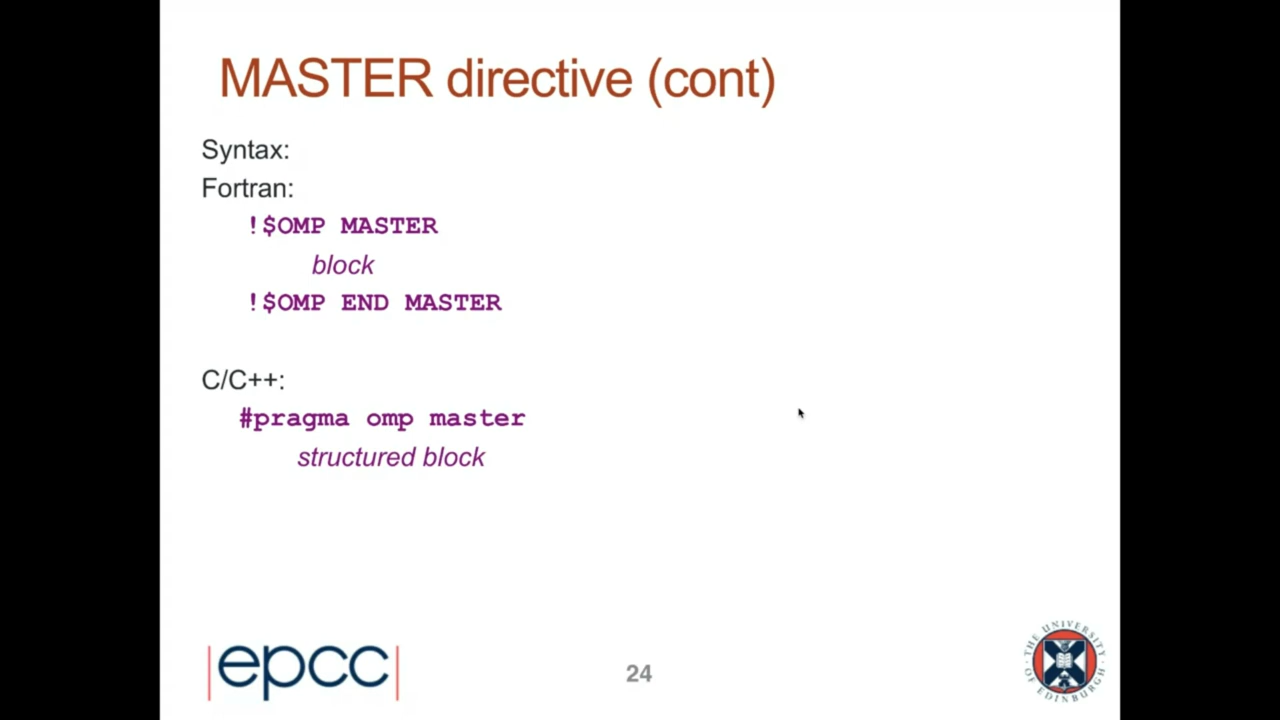 MASTER directive (cont)
Syntax:
Fortran:
!$OMP MASTER
block
!$OMP END MASTER
C/C++:
#pragma omp master
structured block
|epcc|
24
THE UNIVERSITY
OF EDINBURGH